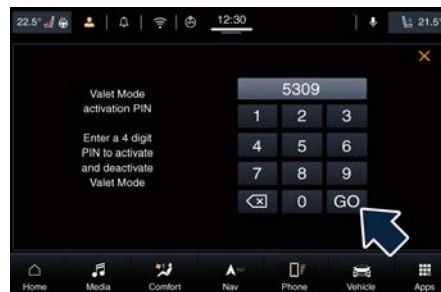 22.5°
12:30
21.5°
Valet Mode
activation PIN
Enter a 4 digit
PIN to activate
and deactivate
Valet Mode
5309
1 2 3
4 5 6
7 8 9
0 GO
Home Media Comfort Nav Phone Vehicle Apps